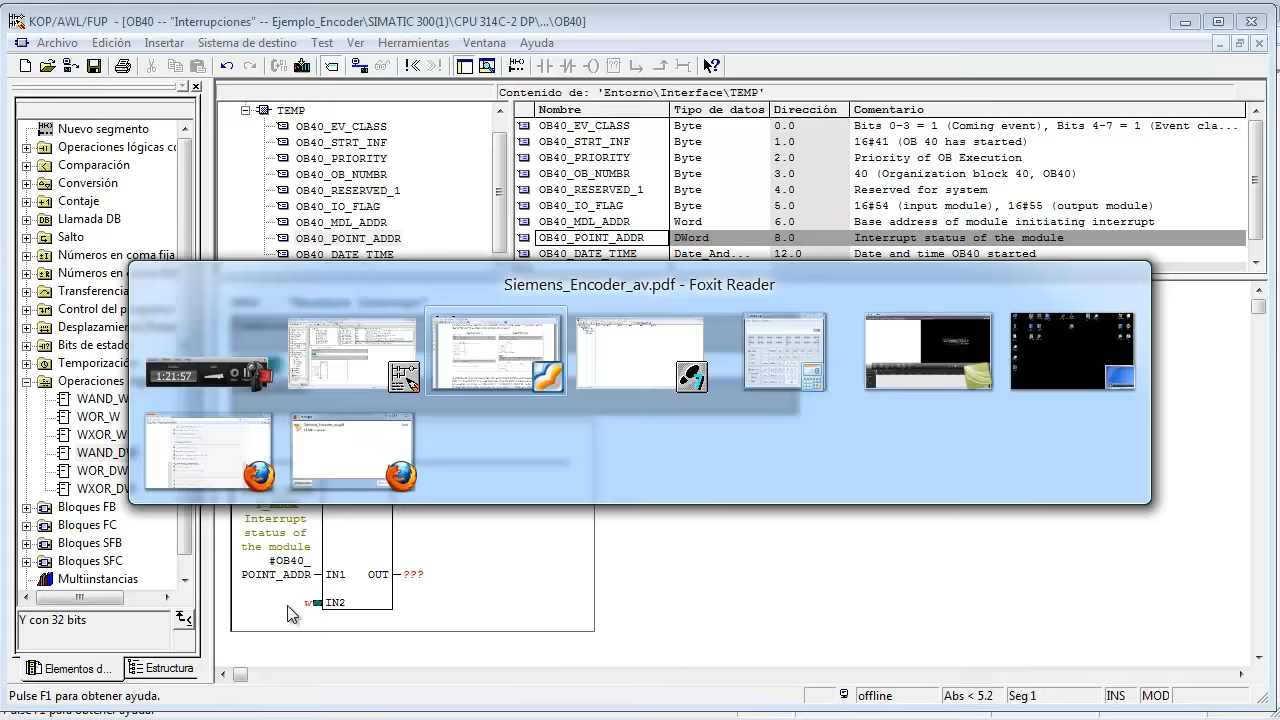 KOP/AWL/FUP - [OB40 -- "Interrupciones" -- Ejemplo_Encoder\SIMATIC 300(1)\CPU 314C-2 DP\...\OB40]
Archivo Edición Insertar Sistema de destino Test Ver Herramientas Ventana Ayuda
Contenido de: 'Entorno\Interface\TEMP'
TEMP
OB40_EV_CLASS
OB40_STRT_INF
OB40_PRIORITY
OB40_OB_NUMBR
OB40_RESERVED_1
OB40_IO_FLAG
OB40_MDL_ADDR
OB40_POINT_ADDR
OB40_DATE_TIME
Nombre Tipo de datos Dirección Comentario
OB40_EV_CLASS Byte 0.0 Bits 0-3 = 1 (Coming event), Bits 4-7 = 1 (Event cla...
OB40_STRT_INF Byte 1.0 16#41 (OB 40 has started)
OB40_PRIORITY Byte 2.0 Priority of OB Execution
OB40_OB_NUMBR Byte 3.0 40 (Organization block 40, OB40)
OB40_RESERVED_1 Byte 4.0 Reserved for system
OB40_IO_FLAG Byte 5.0 16#54 (input module), 16#55 (output module)
OB40_MDL_ADDR Word 6.0 Base address of module initiating interrupt
OB40_POINT_ADDR DWord 8.0 Interrupt status of the module
OB40_DATE_TIME Date_And... 12.0 Date and time OB40 started
Nuevo segmento
Operaciones lógicas co
Comparación
Conversión
Contaje
Llamada DB
Salto
Números en coma fija
Números en coma
Transferencia
Control del p
Desplazamien
Bits de estado
Temporizació
Operaciones
WAND_W
WOR_W
WXOR_W
WAND_D
WOR
WXOR_DW
Bloques FB
Bloques FC
Bloques SFB
Bloques SFC
Multiinstancias
Y con 32 bits
Elementos d... Estructura
Siemens_Encoder_av.pdf - Foxit Reader
1:21:57
Interrupt
status of
the module
#OB40_
POINT_ADDR IN1 OUT ???
w IN2
Pulse F1 para obtener ayuda. offline Abs < 5.2 Seg 1 INS MOD